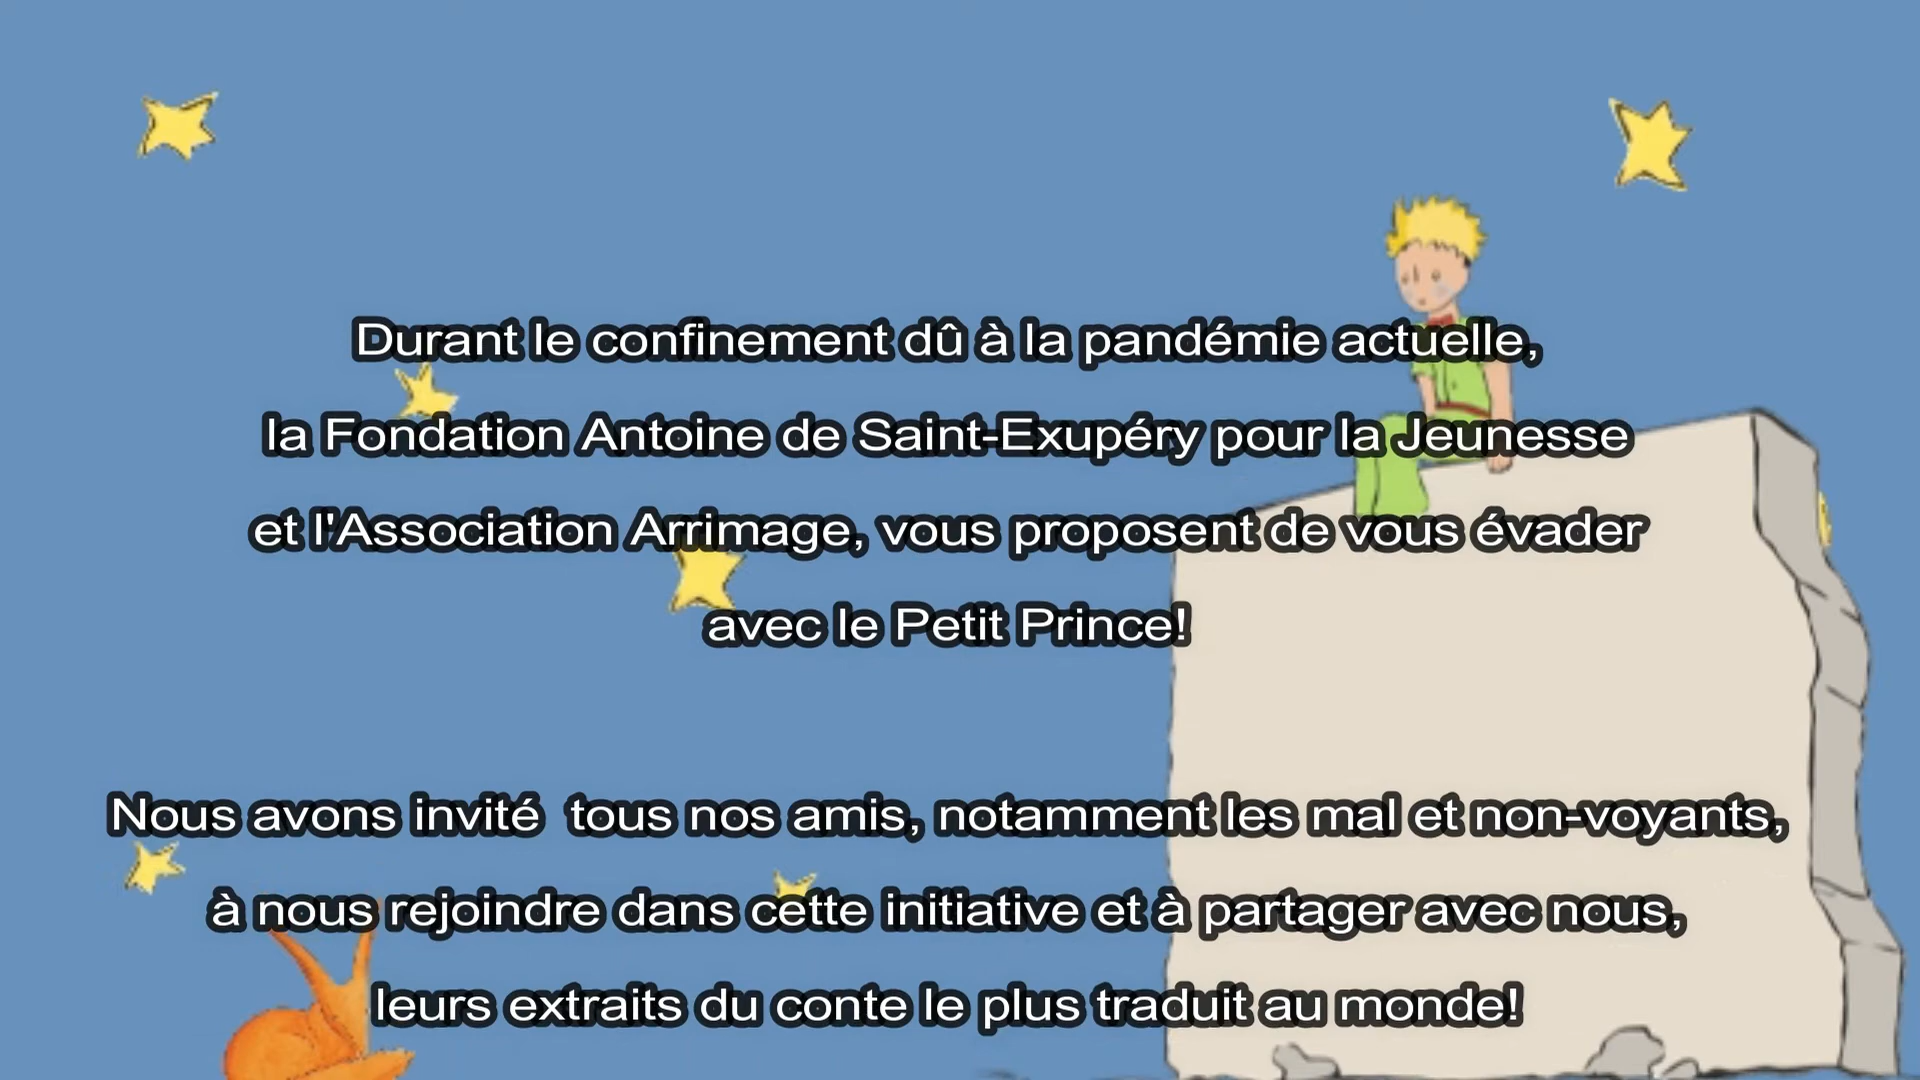 Durant le confinement dû à la pandémie actuelle,
la Fondation Antoine de Saint-Exupéry pour la Jeunesse
et l'Association Arrimage, vous proposent de vous évader
avec le Petit Prince!
Nous avons invité  tous nos amis, notamment les mal et non-voyants,
à nous rejoindre dans cette initiative et à partager avec nous,
leurs extraits du conte le plus traduit au monde!